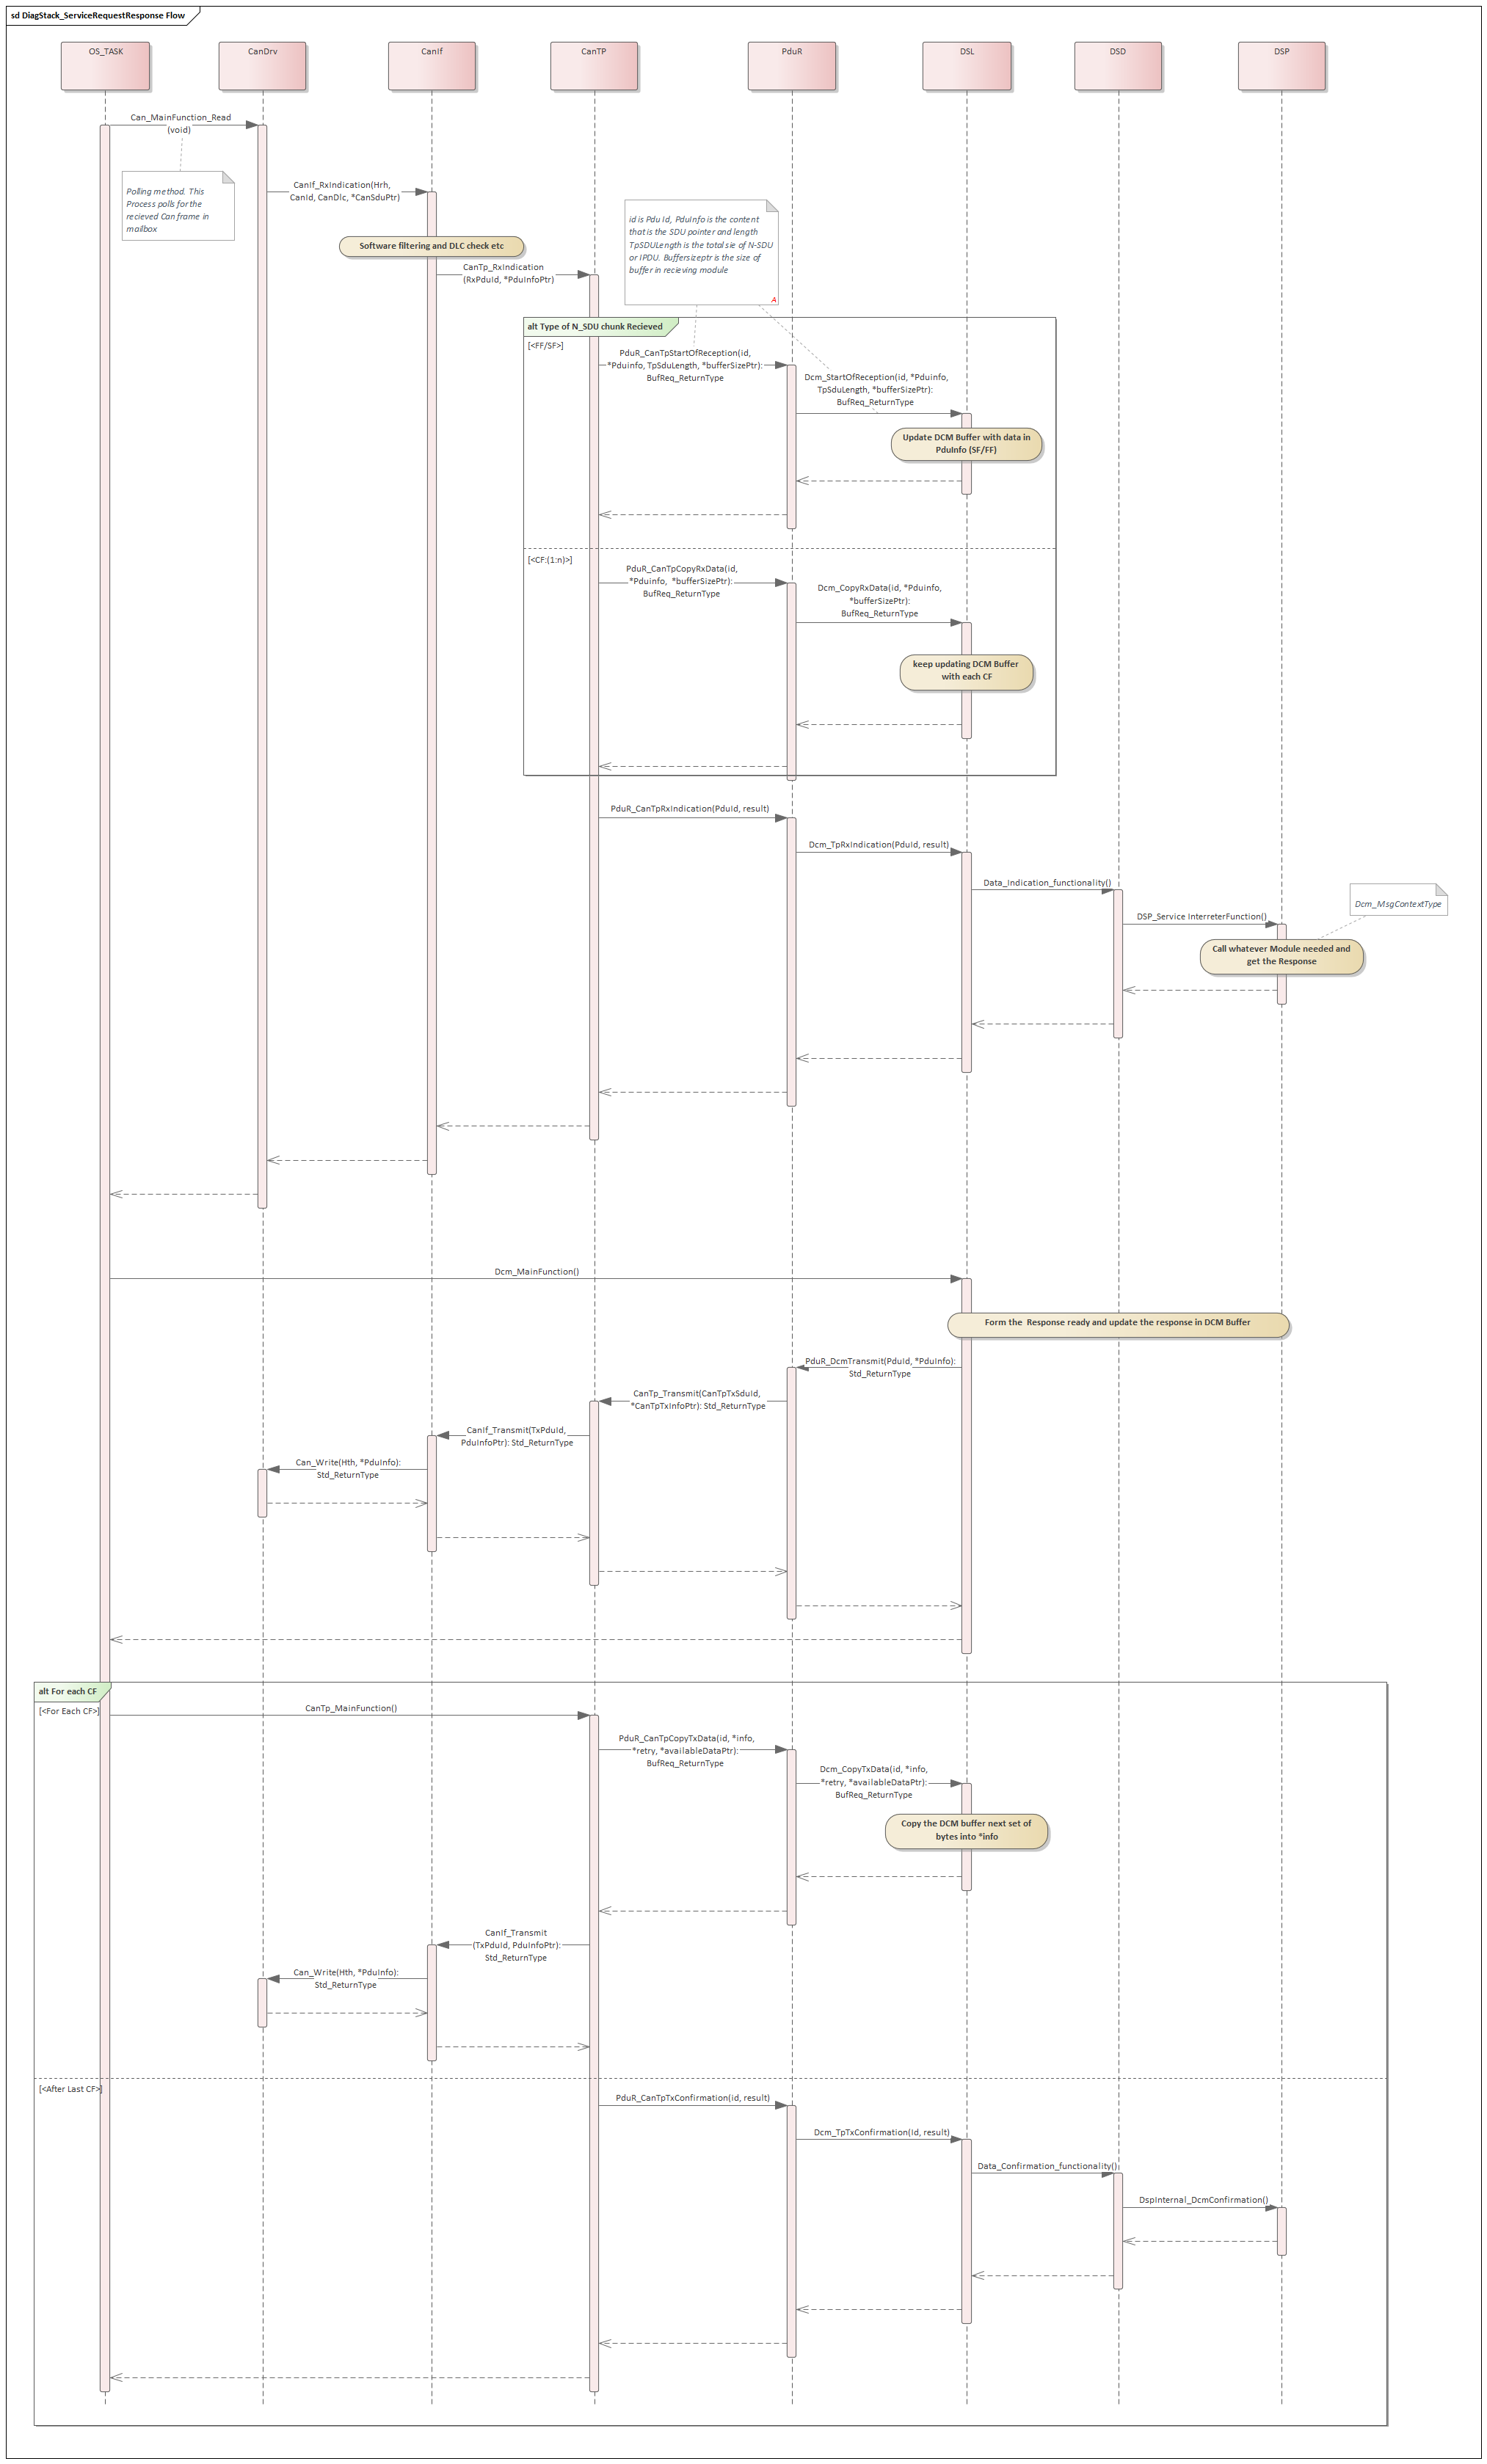 sd DiagStack_ServiceRequestResponse Flow
OS_TASK
CanDrv
CanIf
CanTP
PduR
DSL
DSD
DSP
Can_MainFunction_Read
(void)
Polling method. This
Process polls for the
recieved Can frame in
mailbox
CanIf_RxIndication(Hrh,
CanId, CanDlc, *CanSduPtr)
id is Pdu Id, PduInfo is the content
that is the SDU pointer and length
TpSDULength is the total sie of N-SDU
or IPDU. Buffersizeptr is the size of
buffer in recieving module
A
Software filtering and DLC check etc
CanTp_RxIndication
(RxPduId, *PduInfoPtr)
alt Type of N_SDU chunk Recieved
[<FF/SF>]
PduR_CanTpStartOfReception(id,
*Pduinfo, TpSduLength, *bufferSizePtr):
BufReq_ReturnType
Dcm_StartOfReception(id, *Pduinfo,
TpSduLength, *bufferSizePtr):
BufReq_ReturnType
Update DCM Buffer with data in
PduInfo (SF/FF)
[<CF:(1:n)>]
PduR_CanTpCopyRxData(id,
*Pduinfo,  *bufferSizePtr):
BufReq_ReturnType
Dcm_CopyRxData(id, *Pduinfo,
*bufferSizePtr):
BufReq_ReturnType
keep updating DCM Buffer
with each CF
PduR_CanTpRxIndication(PduId, result)
Dcm_TpRxIndication(PduId, result)
Data_Indication_functionality()
Dcm_MsgContextType
DSP_Service InterreterFunction()
Call whatever Module needed and
get the Response
Dcm_MainFunction()
Form the  Response ready and update the response in DCM Buffer
PduR_DcmTransmit(PduId, *PduInfo):
Std_ReturnType
CanTp_Transmit(CanTpTxSduId,
*CanTpTxInfoPtr): Std_ReturnType
CanIf_Transmit(TxPduId,
PduInfoPtr): Std_ReturnType
Can_Write(Hth, *PduInfo):
Std_ReturnType
alt For each CF
[<For Each CF>]
CanTp_MainFunction()
PduR_CanTpCopyTxData(id, *info,
*retry, *availableDataPtr):
BufReq_ReturnType
Dcm_CopyTxData(id, *info,
*retry, *availableDataPtr):
BufReq_ReturnType
Copy the DCM buffer next set of
bytes into *info
CanIf_Transmit
(TxPduId, PduInfoPtr):
Std_ReturnType
Can_Write(Hth, *PduInfo):
Std_ReturnType
[<After Last CF>]
PduR_CanTpTxConfirmation(id, result)
Dcm_TpTxConfirmation(Id, result)
Data_Confirmation_functionality()
DspInternal_DcmConfirmation()